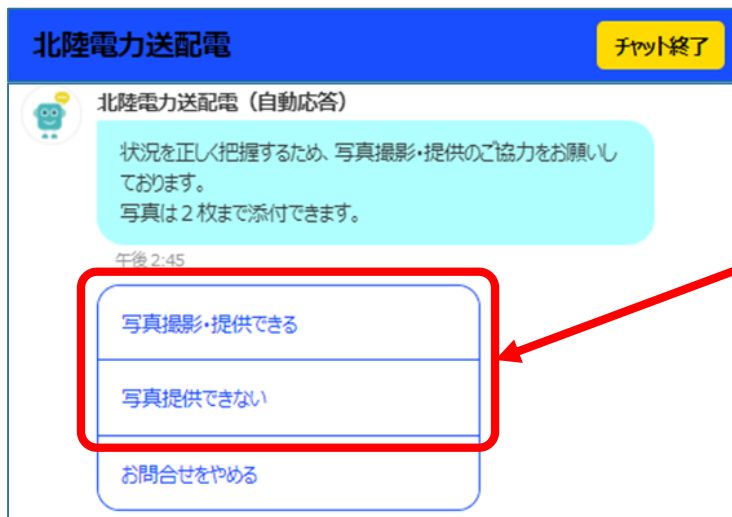 北陸電力送配電
チャット終了
北陸電力送配電（自動応答）
状況を正しく把握するため、写真撮影・提供のご協力をお願いし
ております。
写真は２枚まで添付できます。
午後2:45
写真撮影・提供できる
写真提供できない
お問合せをやめる